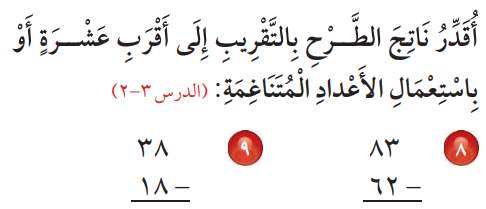 أُقَدِّرُ نَاتِجَ الطَّـرْحِ بِالتَّقْرِيبِ إِلَى أَقْرَبِ عَشْـرَةٍ أَوْ
بِاسْتِعْمَالِ الأَعْدادِ الْمُتَنَاغِمَةِ: (الدرس ٣-٢)
٨ ٨٣ ٩ ٣٨
٦٢ − ١٨ −